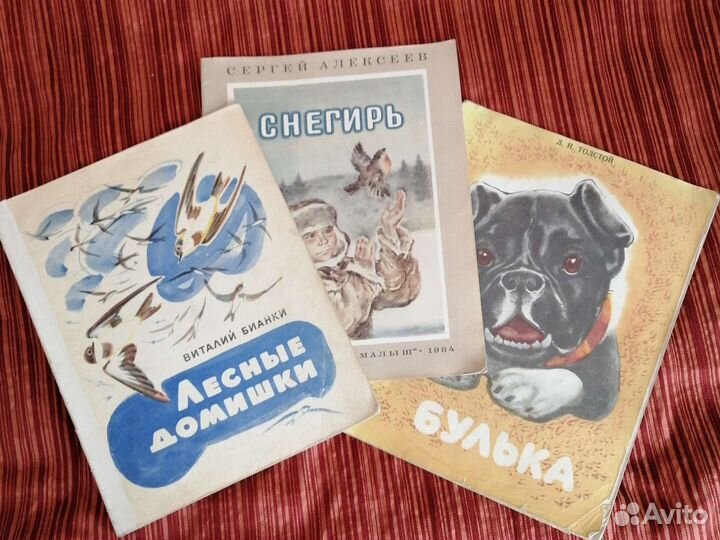 СЕРГЕЙ АЛЕКСЕЕВ
СНЕГИРЬ
МАЛЫШ" · 1984
ВИТАЛИЙ БИАНКИ
ЛЕСНЫЕ
ДОМИШКИ
Л. Н. ТОЛСТОЙ
БУЛЬКА
Avito